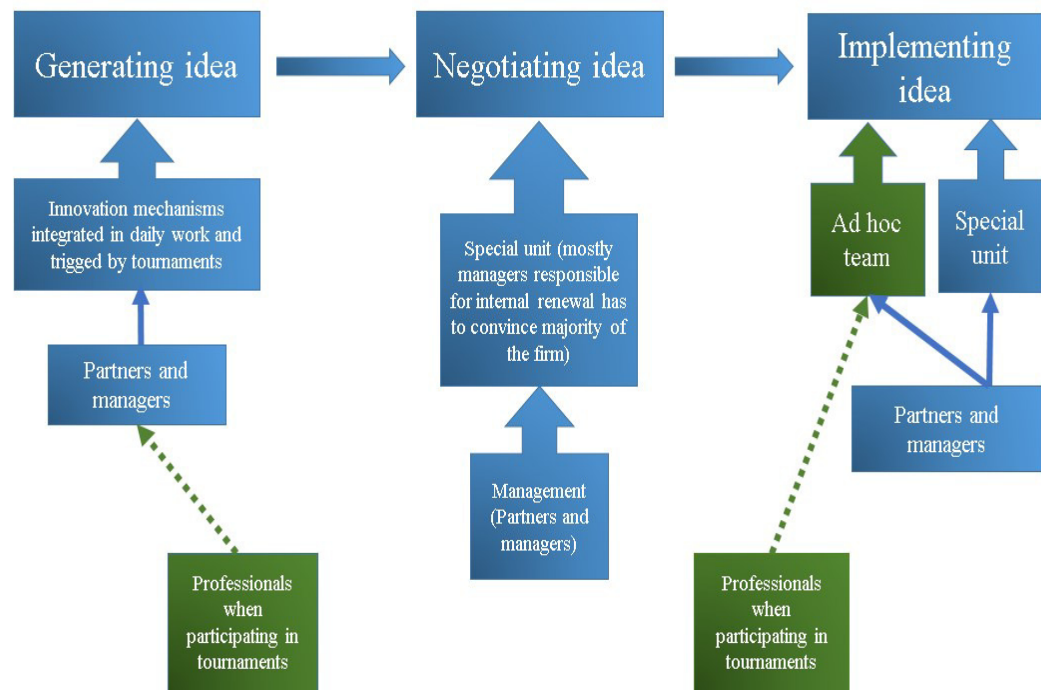 Generating idea
Negotiating idea
Implementing
idea
Innovation mechanisms
integrated in daily work and
trigged by tournaments
Partners and
managers
Professionals
when
participating in
tournaments
Special unit (mostly
managers responsible
for internal renewal has
to convince majority of
the firm)
Management
(Partners and
managers)
Ad hoc
team
Special
unit
Partners and
managers
Professionals
when
participating in
tournaments